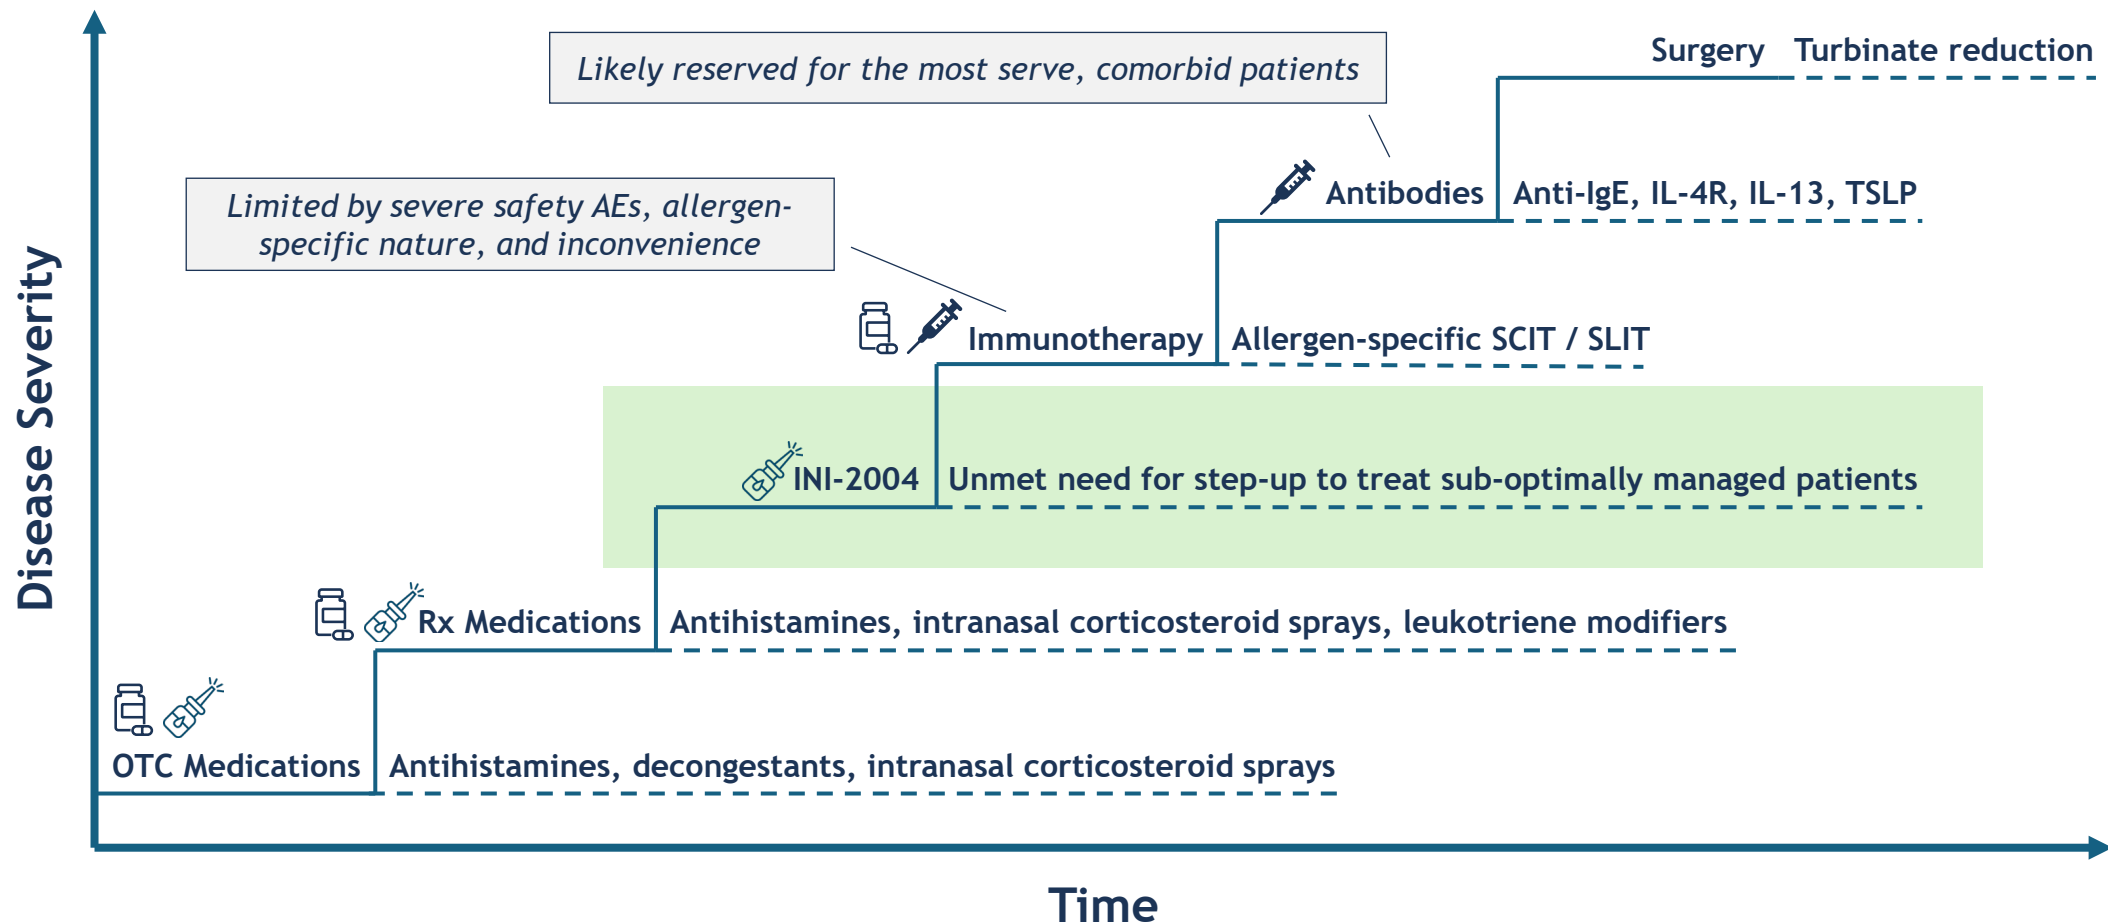 Surgery Turbinate reduction
Likely reserved for the most serve, comorbid patients
Antibodies Anti-IgE, IL-4R, IL-13, TSLP
Limited by severe safety AEs, allergen-
specific nature, and inconvenience
Immunotherapy Allergen-specific SCIT / SLIT
INI-2004 Unmet need for step-up to treat sub-optimally managed patients
Rx Medications Antihistamines, intranasal corticosteroid sprays, leukotriene modifiers
OTC Medications Antihistamines, decongestants, intranasal corticosteroid sprays
Disease Severity
Time